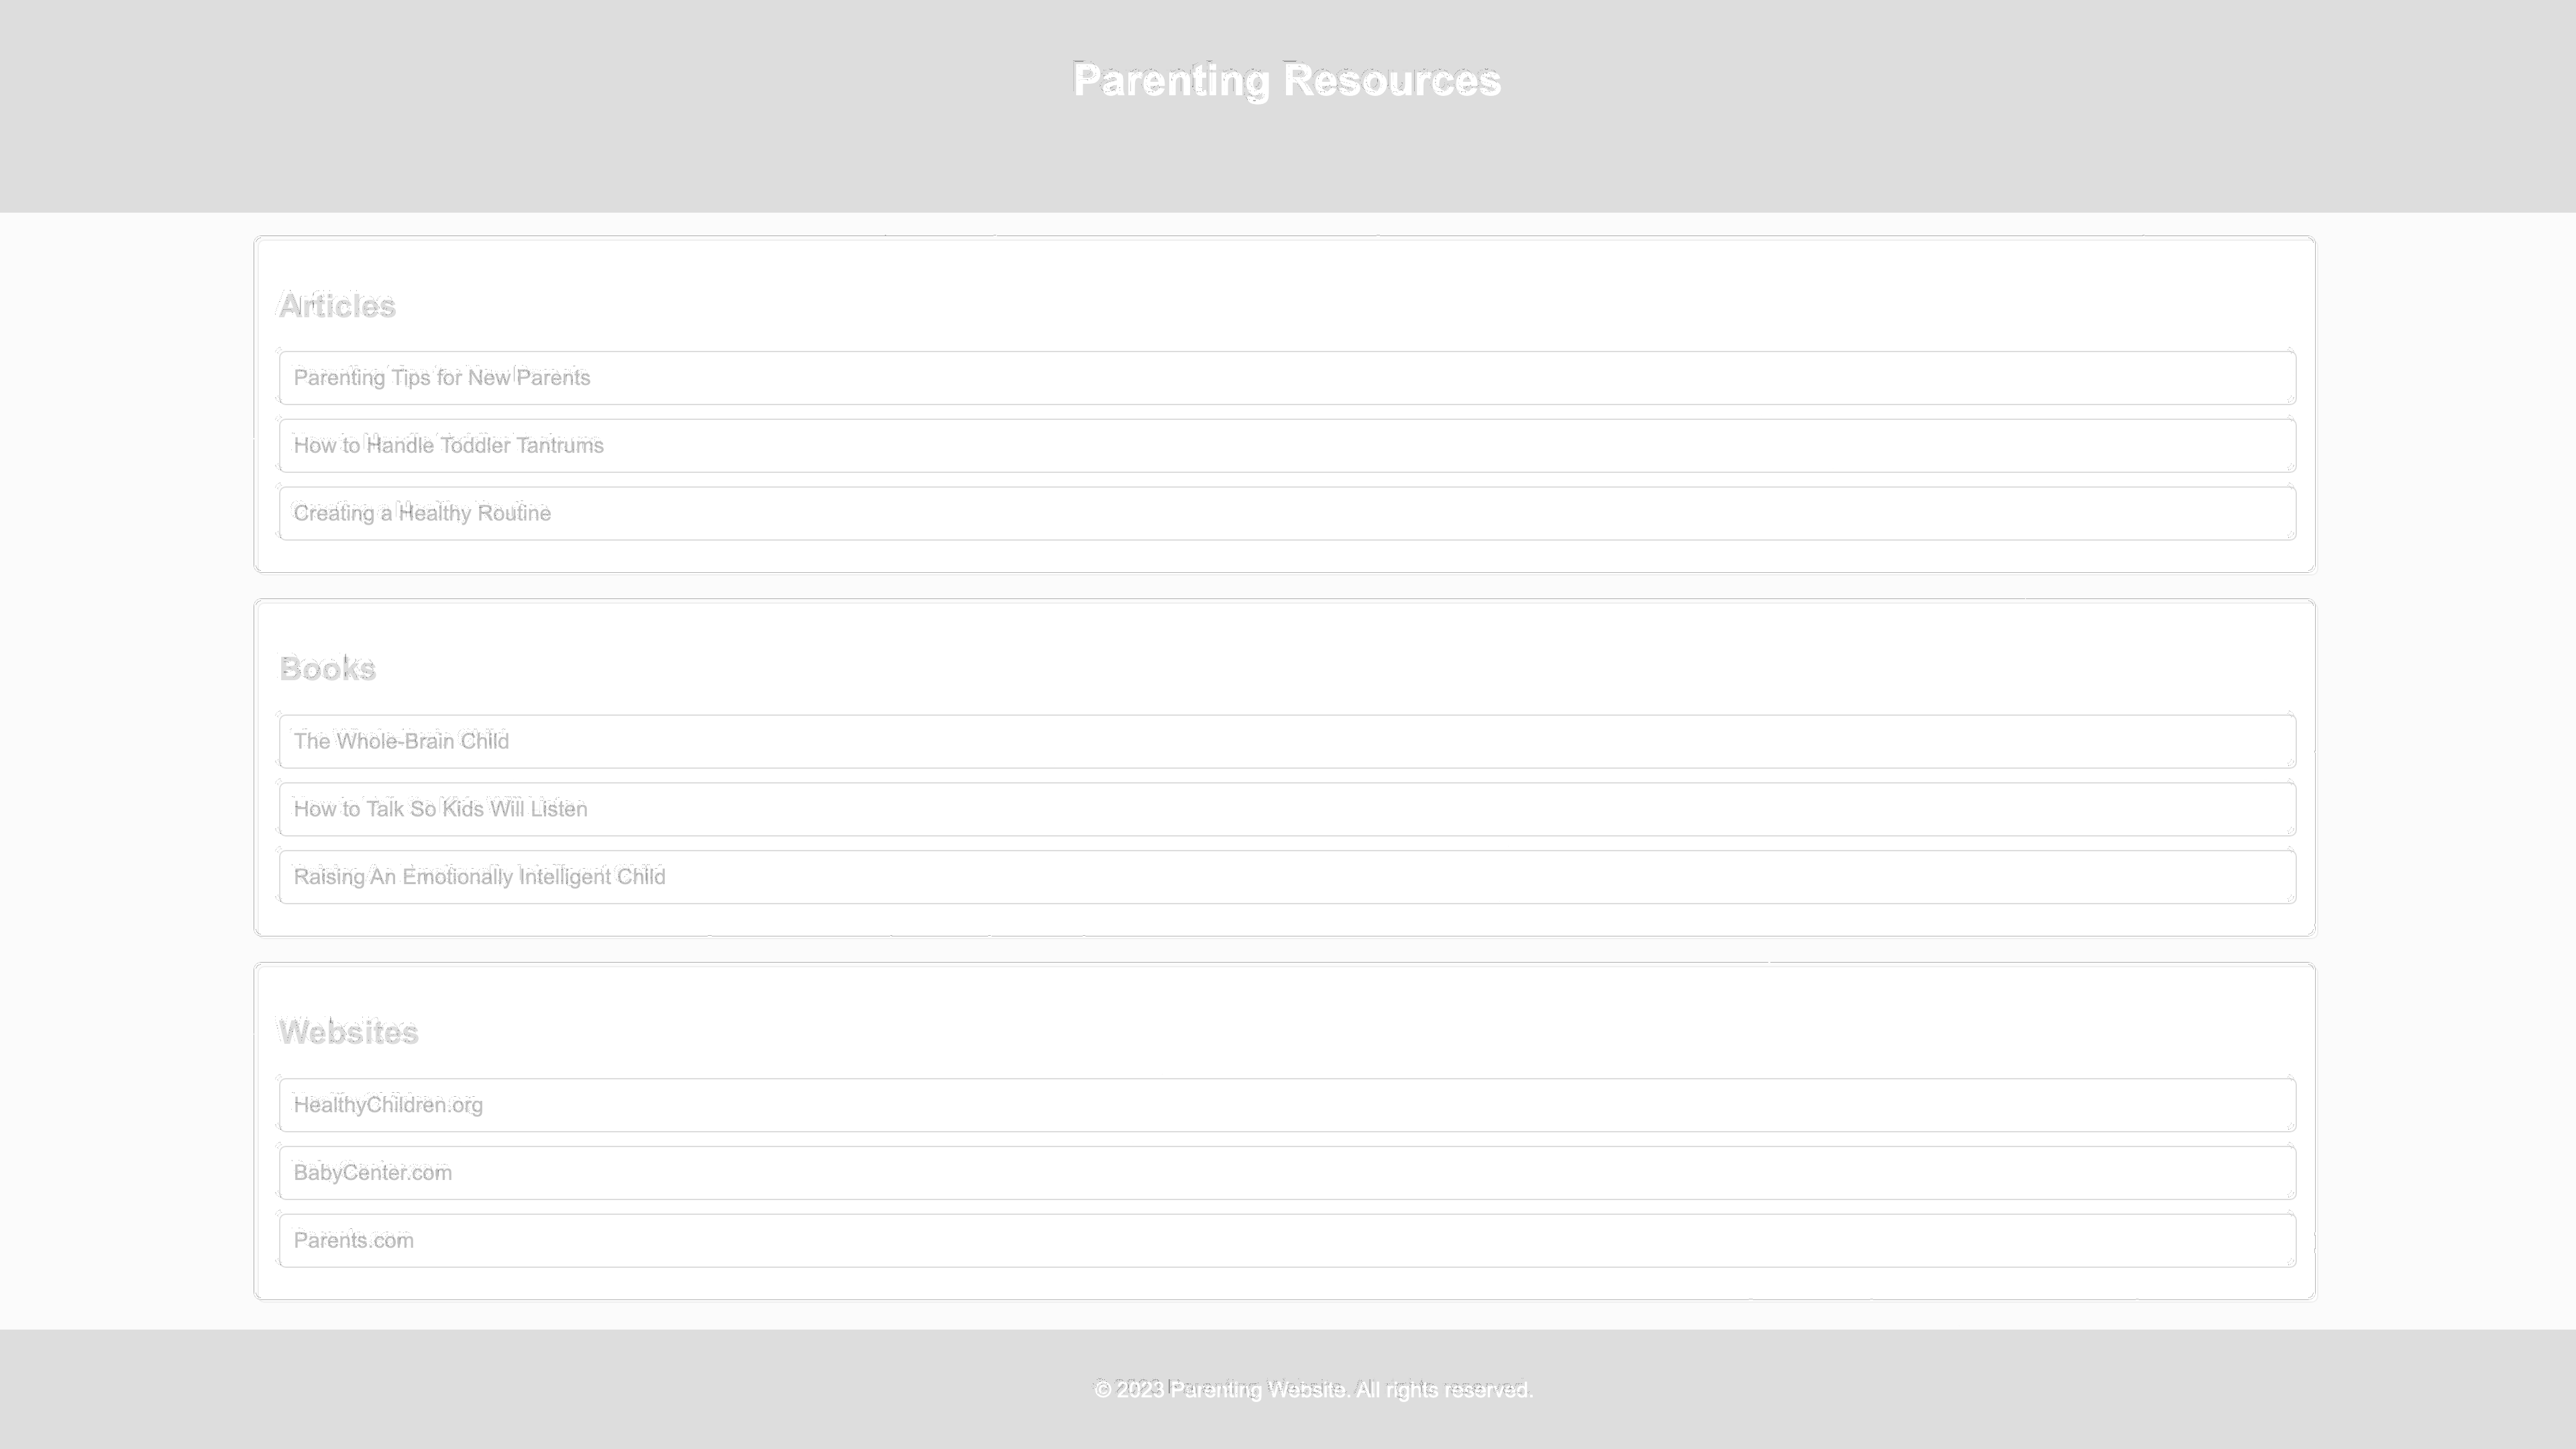 Parenting Resources
Articles
Parenting Tips for New Parents
How to Handle Toddler Tantrums
Creating a Healthy Routine
Books
The Whole-Brain Child
How to Talk So Kids Will Listen
Raising An Emotionally Intelligent Child
Websites
HealthyChildren.org
BabyCenter.com
Parents.com
© 2023 Parenting Website. All rights reserved.